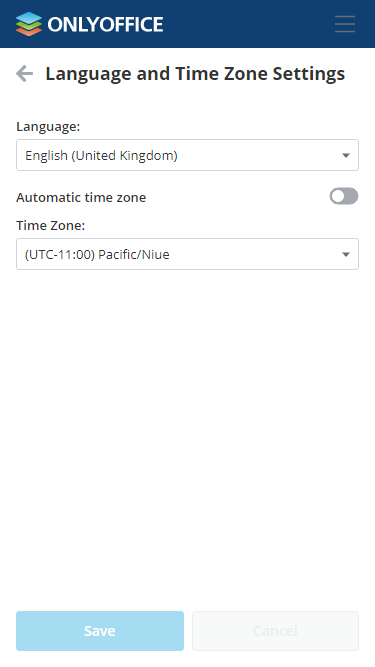 ONLYOFFICE
Language and Time Zone Settings
Language:
English (United Kingdom)
Automatic time zone
Time Zone:
(UTC-11:00) Pacific/Niue
Save
Cancel